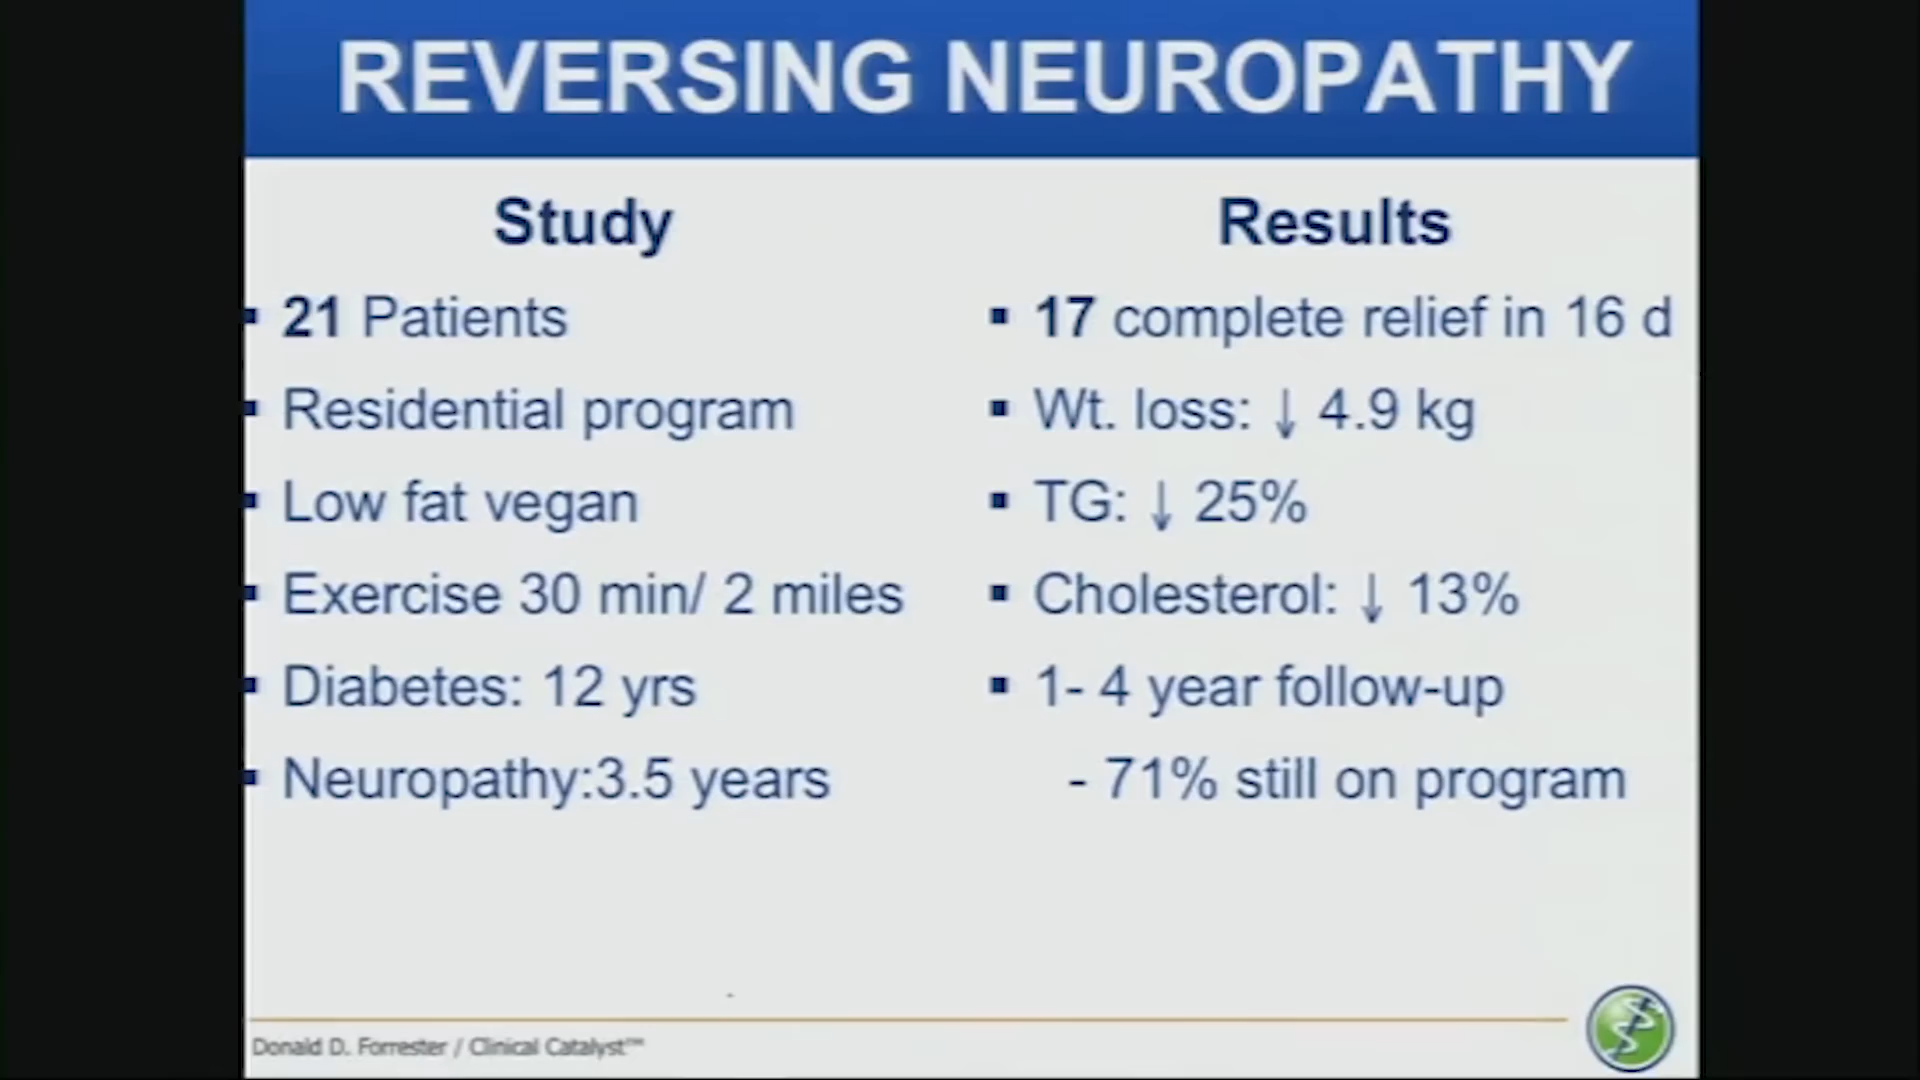 REVERSING NEUROPATHY
Study
▪ 21 Patients
▪ Residential program
▪ Low fat vegan
▪ Exercise 30 min/ 2 miles
▪ Diabetes: 12 yrs
▪ Neuropathy:3.5 years
Results
▪ 17 complete relief in 16 d
▪ Wt. loss: ↓ 4.9 kg
▪ TG: ↓ 25%
▪ Cholesterol: ↓ 13%
▪ 1- 4 year follow-up
- 71% still on program
Donald D. Forrester / Clinical Catalyst™